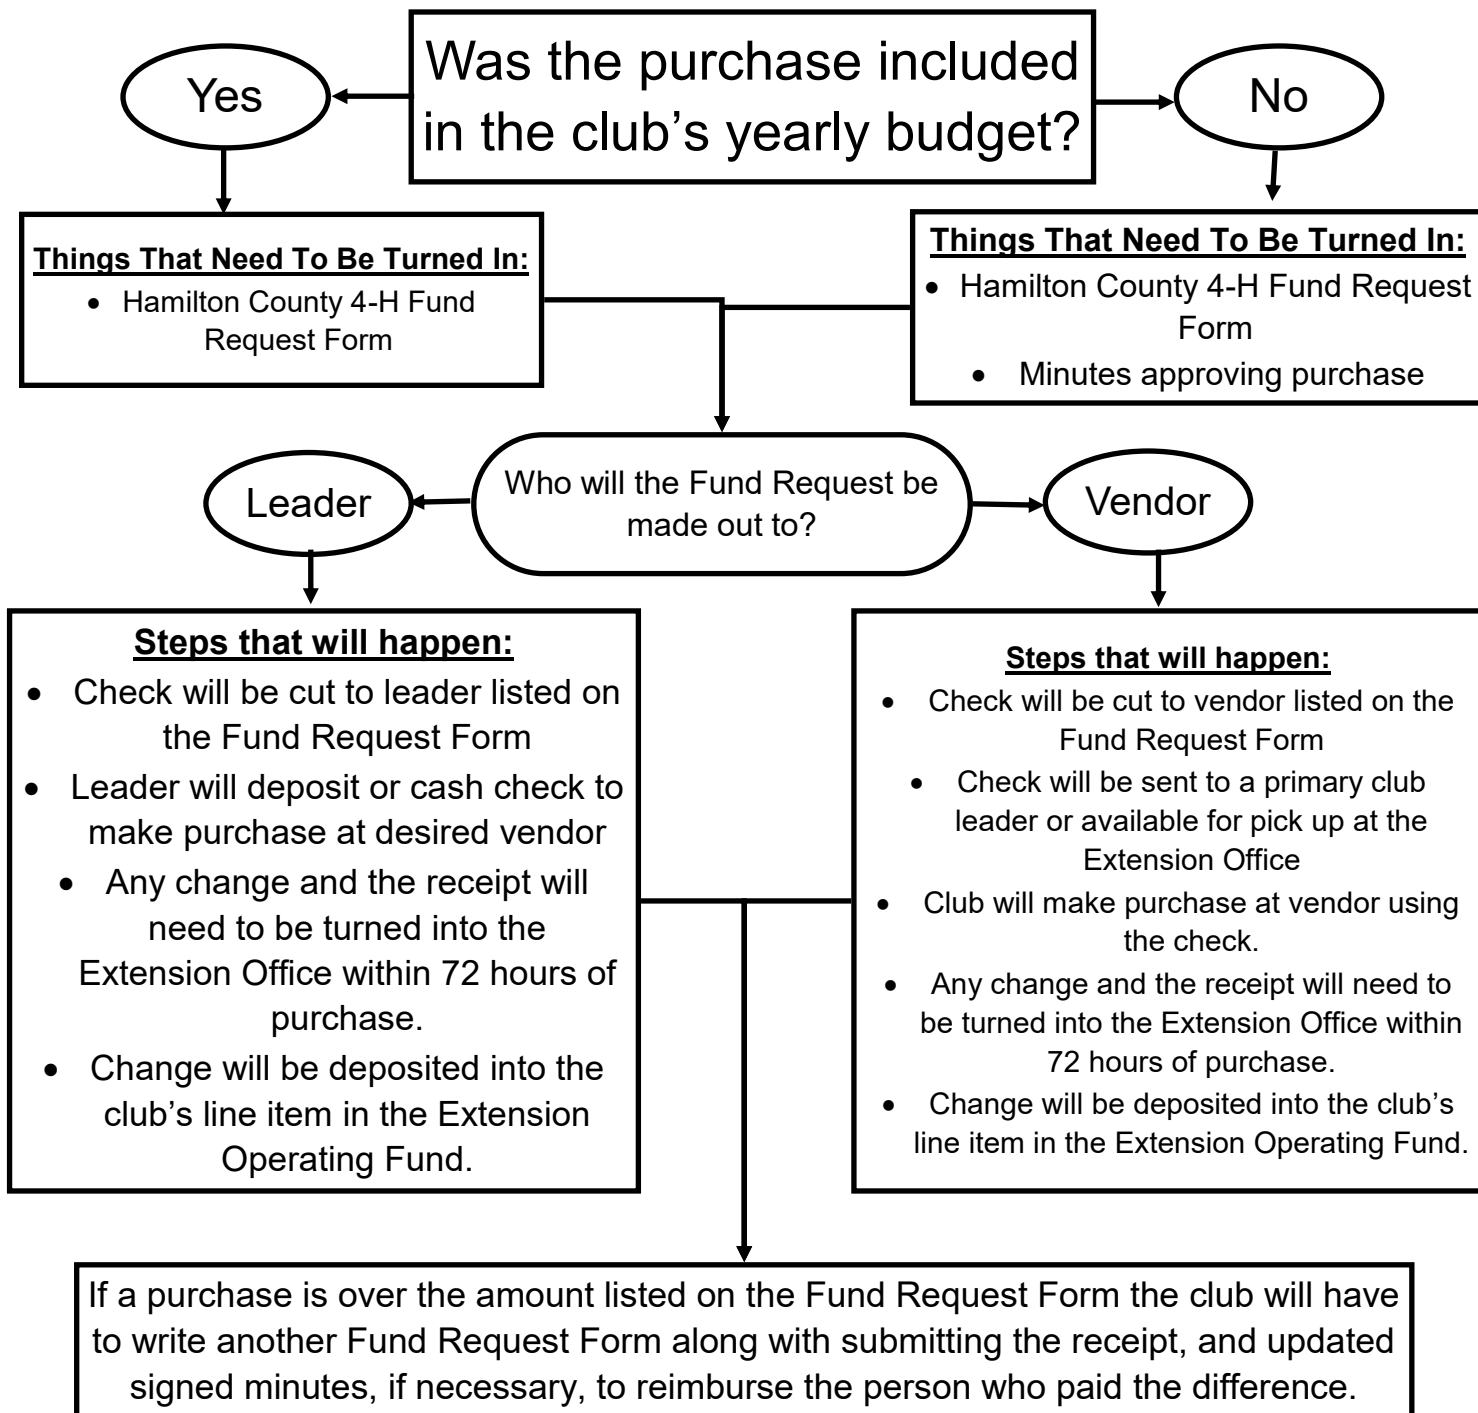 Was the purchase included
in the club's yearly budget?
Yes
No
Things That Need To Be Turned In:
• Hamilton County 4-H Fund
Request Form
Things That Need To Be Turned In:
• Hamilton County 4-H Fund Request
Form
• Minutes approving purchase
Who will the Fund Request be
made out to?
Leader
Vendor
Steps that will happen:
• Check will be cut to leader listed on
the Fund Request Form
• Leader will deposit or cash check to
make purchase at desired vendor
• Any change and the receipt will
need to be turned into the
Extension Office within 72 hours of
purchase.
• Change will be deposited into the
club's line item in the Extension
Operating Fund.
Steps that will happen:
• Check will be cut to vendor listed on the
Fund Request Form
• Check will be sent to a primary club
leader or available for pick up at the
Extension Office
• Club will make purchase at vendor using
the check.
• Any change and the receipt will need to
be turned into the Extension Office within
72 hours of purchase.
• Change will be deposited into the club's
line item in the Extension Operating Fund.
If a purchase is over the amount listed on the Fund Request Form the club will have
to write another Fund Request Form along with submitting the receipt, and updated
signed minutes, if necessary, to reimburse the person who paid the difference.